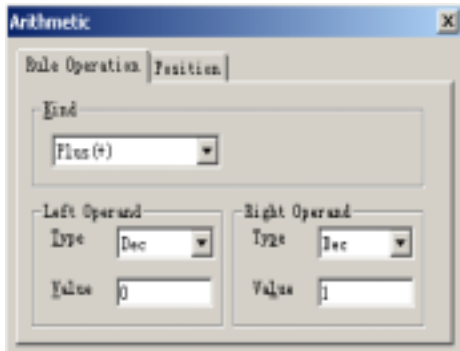 Arithmetic
Rule Operation Position
Kind
Plus(+)
Left Operand Right Operand
Type Dec Type Dec
Value 0 Value 1